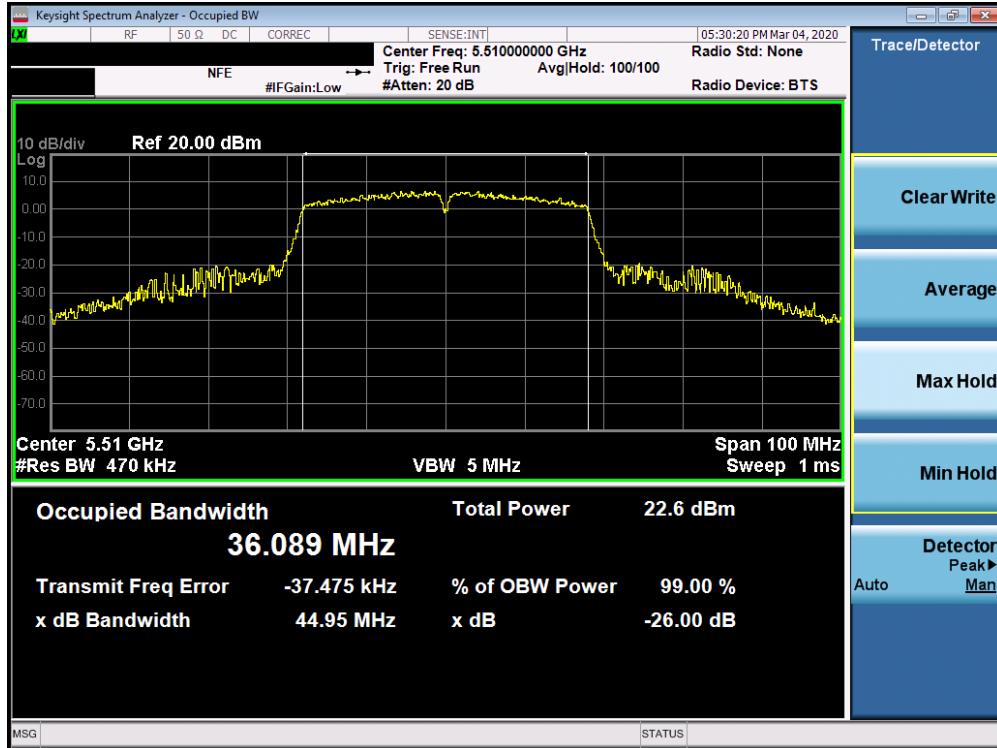 Keysight Spectrum Analyzer - Occupied BW
LXI RF 50 Ω DC CORREC SENSE:INT 05:30:20 PM Mar 04, 2020
Center Freq: 5.510000000 GHz Radio Std: None
NFE Trig: Free Run Avg|Hold: 100/100
#IFGain:Low #Atten: 20 dB Radio Device: BTS
Trace/Detector
10 dB/div Ref 20.00 dBm
Log
10.0
0.00
-10.0
-20.0
-30.0
-40.0
-50.0
-60.0
-70.0
Center 5.51 GHz Span 100 MHz
#Res BW 470 kHz VBW 5 MHz Sweep 1 ms
Occupied Bandwidth Total Power 22.6 dBm
36.089 MHz
Transmit Freq Error -37.475 kHz % of OBW Power 99.00 %
x dB Bandwidth 44.95 MHz x dB -26.00 dB
Clear Write
Average
Max Hold
Min Hold
Detector
Peak▶
Auto Man
MSG STATUS